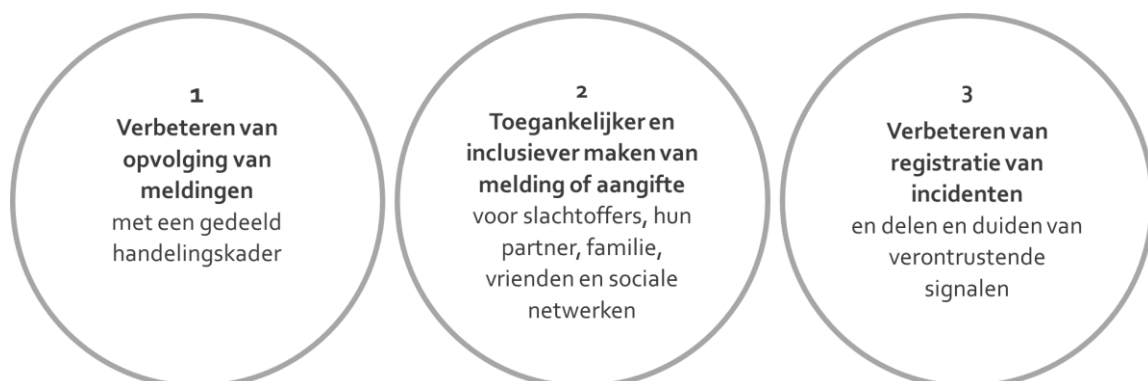 1
Verbeteren van
opvolging van
meldingen
met een gedeeld
handelingskader
2
Toegankelijker en
inclusiever maken van
melding of aangifte
voor slachtoffers, hun
partner, familie,
vrienden en sociale
netwerken
3
Verbeteren van
registratie van
incidenten
en delen en duiden van
verontrustende
signalen